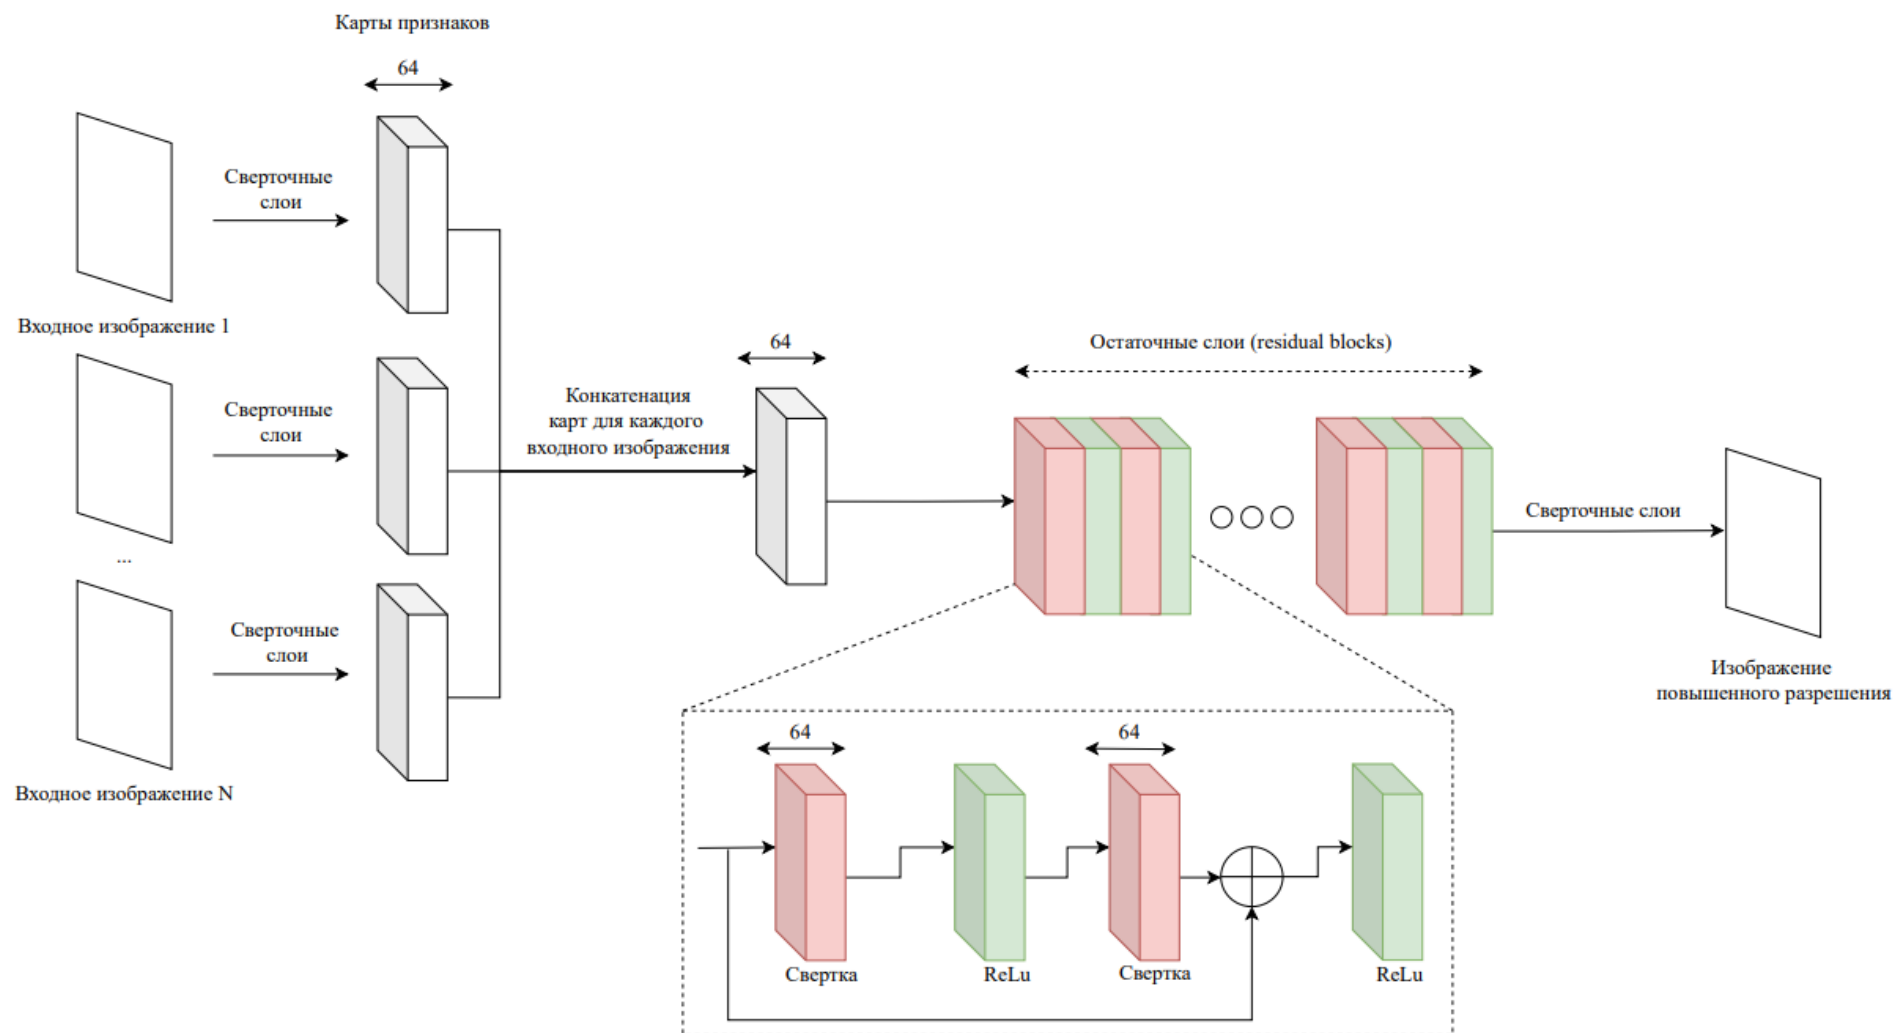 Карты признаков
64
Сверточные
слои
Входное изображение 1
Сверточные
слои
...
Сверточные
слои
Входное изображение N
Конкатенация
карт для каждого
входного изображения
64
Остаточные слои (residual blocks)
Сверточные слои
Изображение
повышенного разрешения
64
64
Свертка
ReLu
Свертка
ReLu